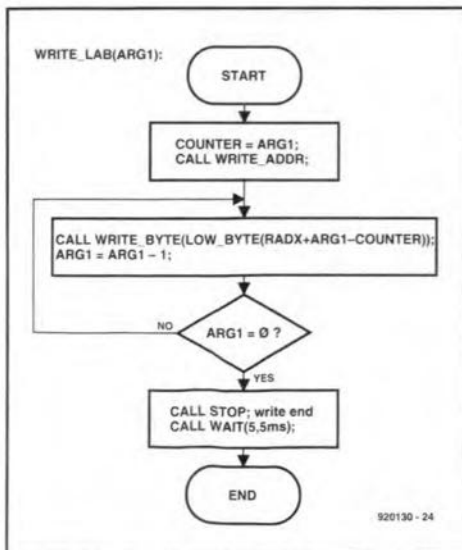 WRITE_LAB(ARG1):
START
COUNTER = ARG1;
CALL WRITE_ADDR;
CALL WRITE_BYTE(LOW_BYTE(RADX+ARG1–COUNTER));
ARG1 = ARG1 – 1;
NO
ARG1 = Ø ?
YES
CALL STOP; write end
CALL WAIT(5,5ms);
END
920130 - 24